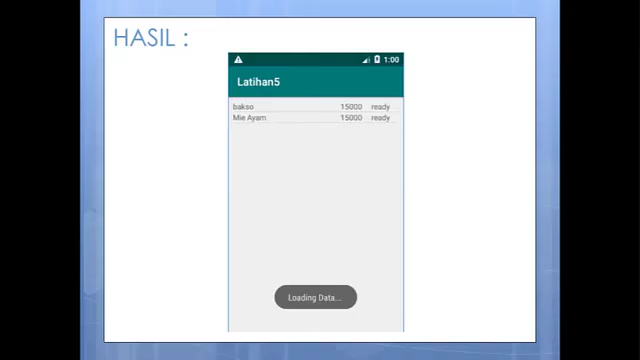 HASIL :
1:00
Latihan5
bakso 15000 ready
Mie Ayam 15000 ready
Loading Data...